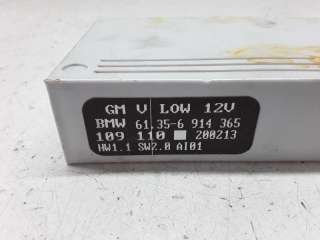 GM V LOW 12V
BMW 61.35-6 914 365
109 110 200213
HW1.1 SW2.0 AI01